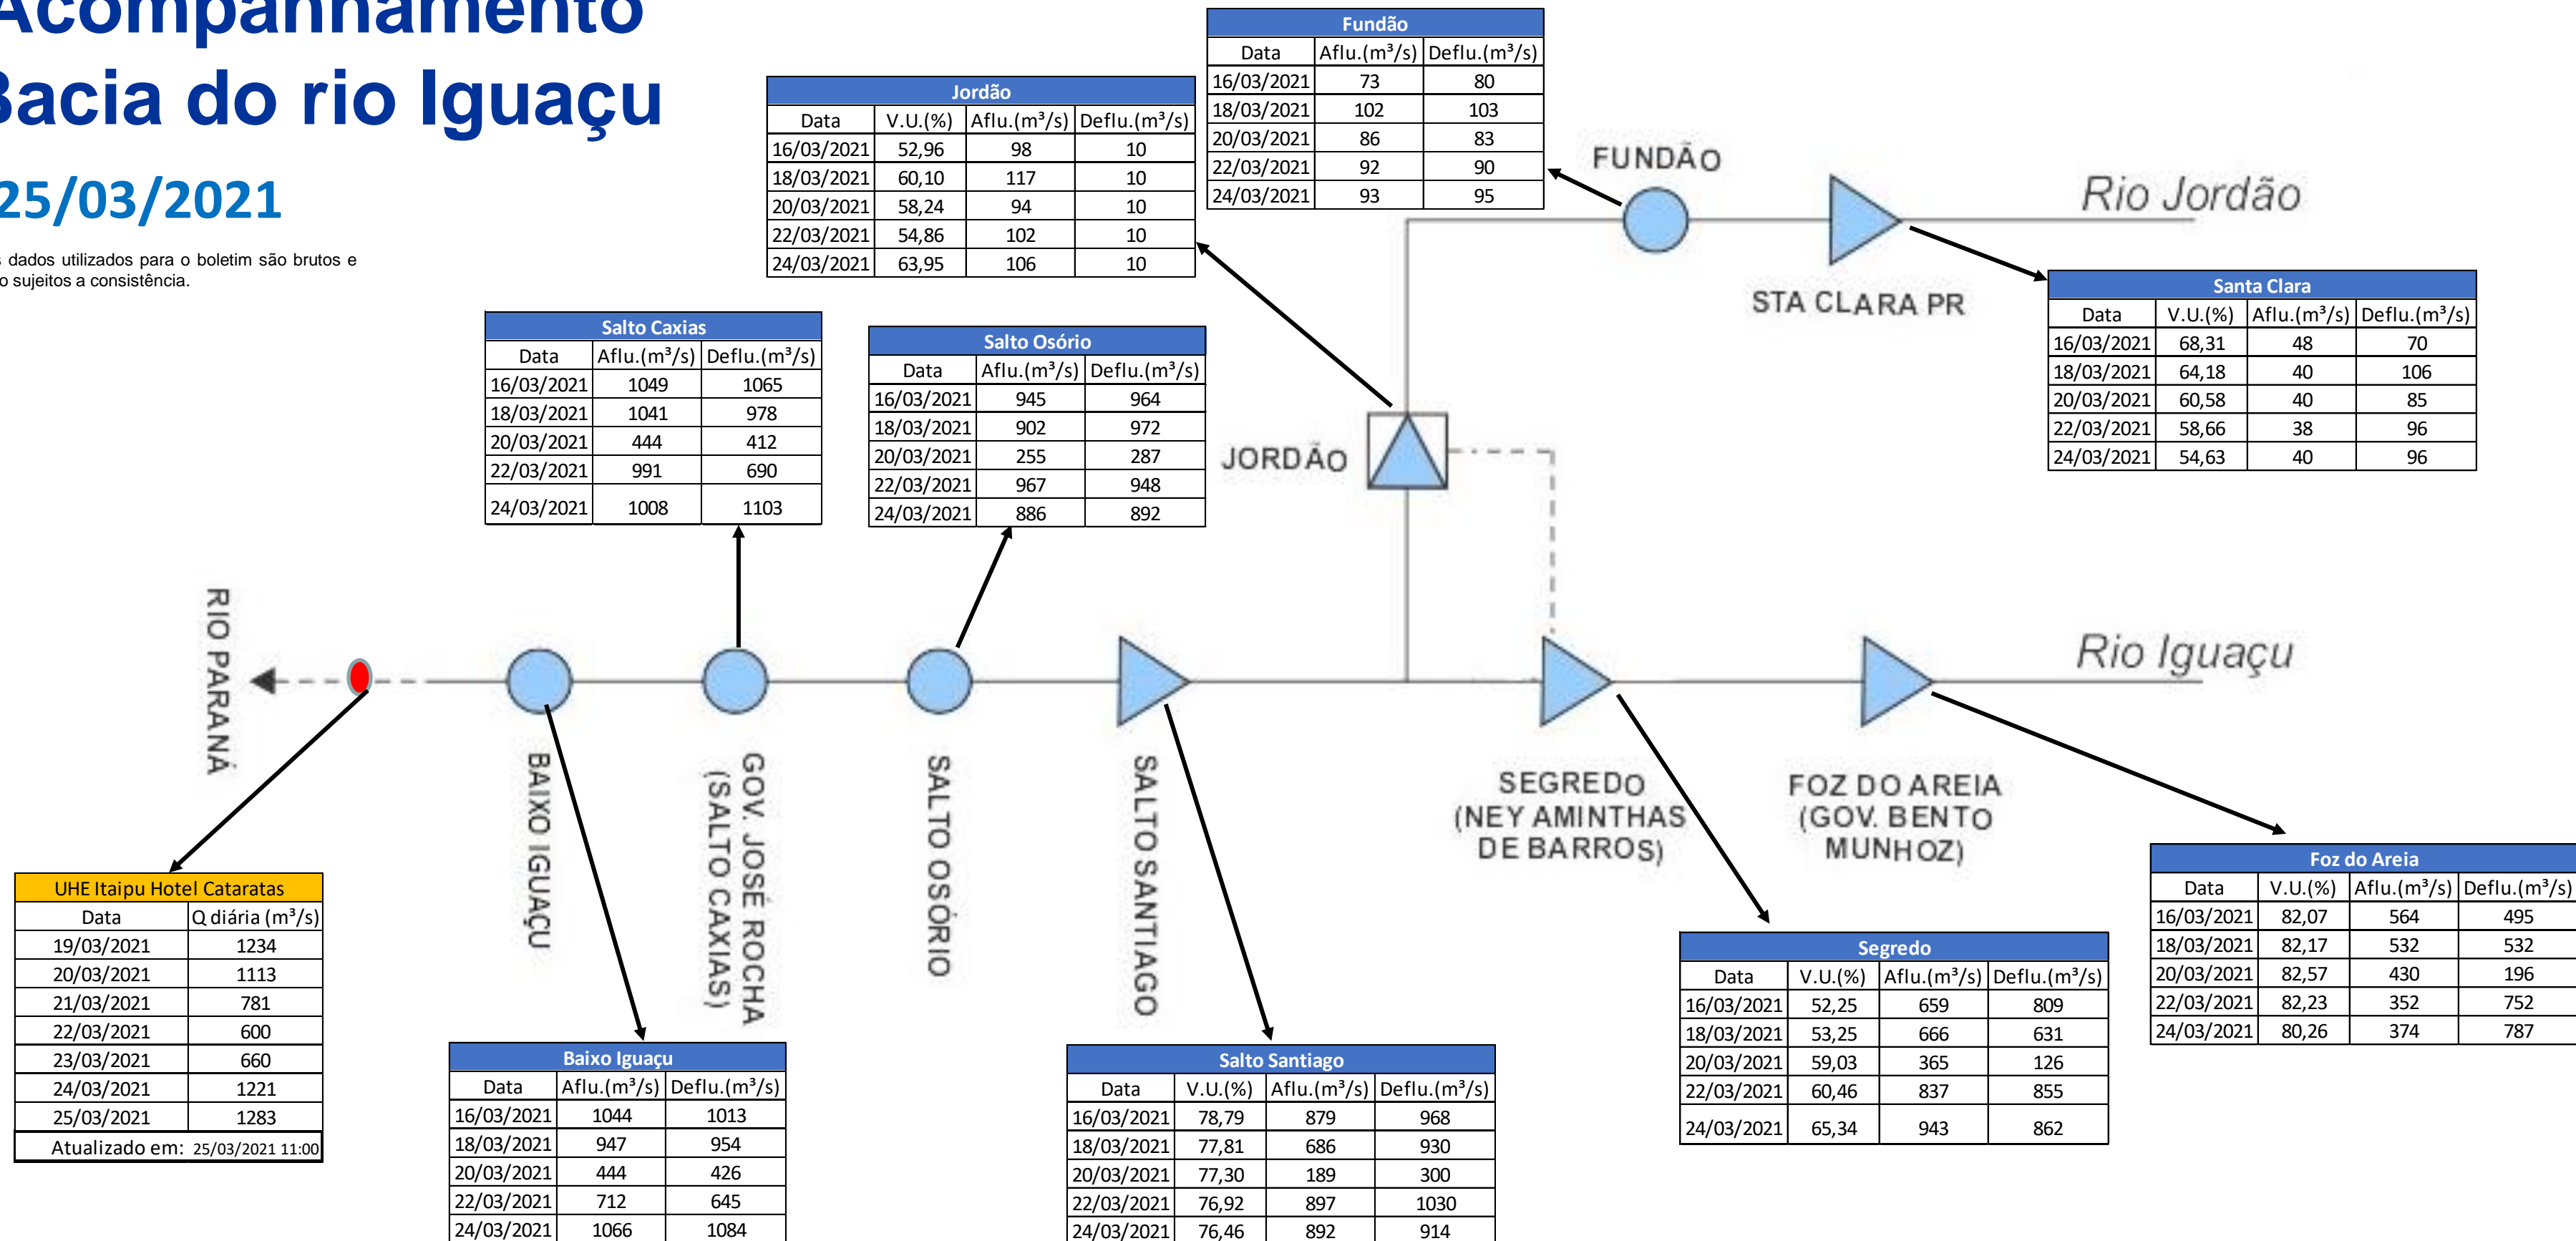 Acompanhamento
Bacia do rio Iguaçu
25/03/2021
s dados utilizados para o boletim são brutos e
o sujeitos a consistência.
Fundão
Data Aflu.(m³/s) Deflu.(m³/s)
16/03/2021 73 80
18/03/2021 102 103
20/03/2021 86 83
22/03/2021 92 90
24/03/2021 93 95
Jordão
Data V.U.(%) Aflu.(m³/s) Deflu.(m³/s)
16/03/2021 52,96 98 10
18/03/2021 60,10 117 10
20/03/2021 58,24 94 10
22/03/2021 54,86 102 10
24/03/2021 63,95 106 10
FUNDÃO
Rio Jordão
STA CLARA PR
Santa Clara
Data V.U.(%) Aflu.(m³/s) Deflu.(m³/s)
16/03/2021 68,31 48 70
18/03/2021 64,18 40 106
20/03/2021 60,58 40 85
22/03/2021 58,66 38 96
24/03/2021 54,63 40 96
Salto Caxias
Data Aflu.(m³/s) Deflu.(m³/s)
16/03/2021 1049 1065
18/03/2021 1041 978
20/03/2021 444 412
22/03/2021 991 690
24/03/2021 1008 1103
Salto Osório
Data Aflu.(m³/s) Deflu.(m³/s)
16/03/2021 945 964
18/03/2021 902 972
20/03/2021 255 287
22/03/2021 967 948
24/03/2021 886 892
JORDÃO
RIO PARANÁ
Rio Iguaçu
BAIXO IGUAÇU
GOV. JOSÉ ROCHA
(SALTO CAXIAS)
SALTO OSÓRIO
SALTO SANTIAGO
SEGREDO
(NEY AMINTHAS
DE BARROS)
FOZ DO AREIA
(GOV. BENTO
MUNHOZ)
UHE Itaipu Hotel Cataratas
Data Q diária (m³/s)
19/03/2021 1234
20/03/2021 1113
21/03/2021 781
22/03/2021 600
23/03/2021 660
24/03/2021 1221
25/03/2021 1283
Atualizado em: 25/03/2021 11:00
Baixo Iguaçu
Data Aflu.(m³/s) Deflu.(m³/s)
16/03/2021 1044 1013
18/03/2021 947 954
20/03/2021 444 426
22/03/2021 712 645
24/03/2021 1066 1084
Salto Santiago
Data V.U.(%) Aflu.(m³/s) Deflu.(m³/s)
16/03/2021 78,79 879 968
18/03/2021 77,81 686 930
20/03/2021 77,30 189 300
22/03/2021 76,92 897 1030
24/03/2021 76,46 892 914
Segredo
Data V.U.(%) Aflu.(m³/s) Deflu.(m³/s)
16/03/2021 52,25 659 809
18/03/2021 53,25 666 631
20/03/2021 59,03 365 126
22/03/2021 60,46 837 855
24/03/2021 65,34 943 862
Foz do Areia
Data V.U.(%) Aflu.(m³/s) Deflu.(m³/s)
16/03/2021 82,07 564 495
18/03/2021 82,17 532 532
20/03/2021 82,57 430 196
22/03/2021 82,23 352 752
24/03/2021 80,26 374 787